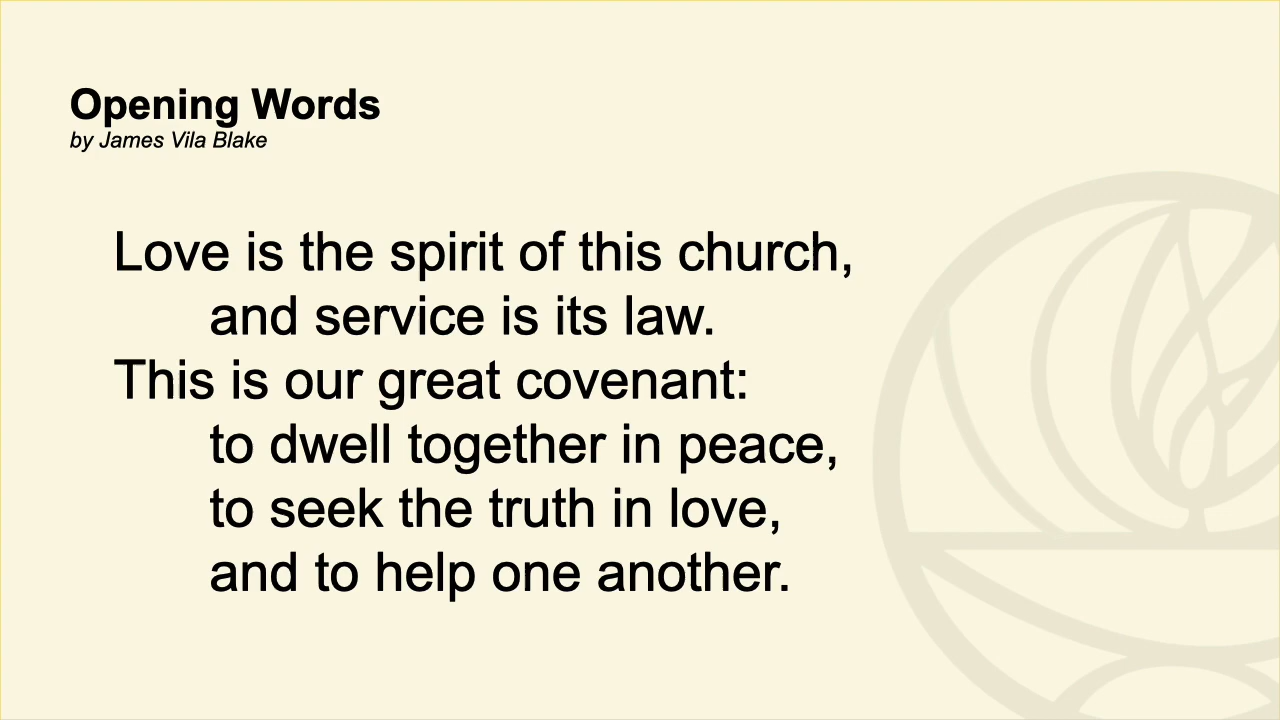 Opening Words
by James Vila Blake
Love is the spirit of this church,
and service is its law.
This is our great covenant:
to dwell together in peace,
to seek the truth in love,
and to help one another.